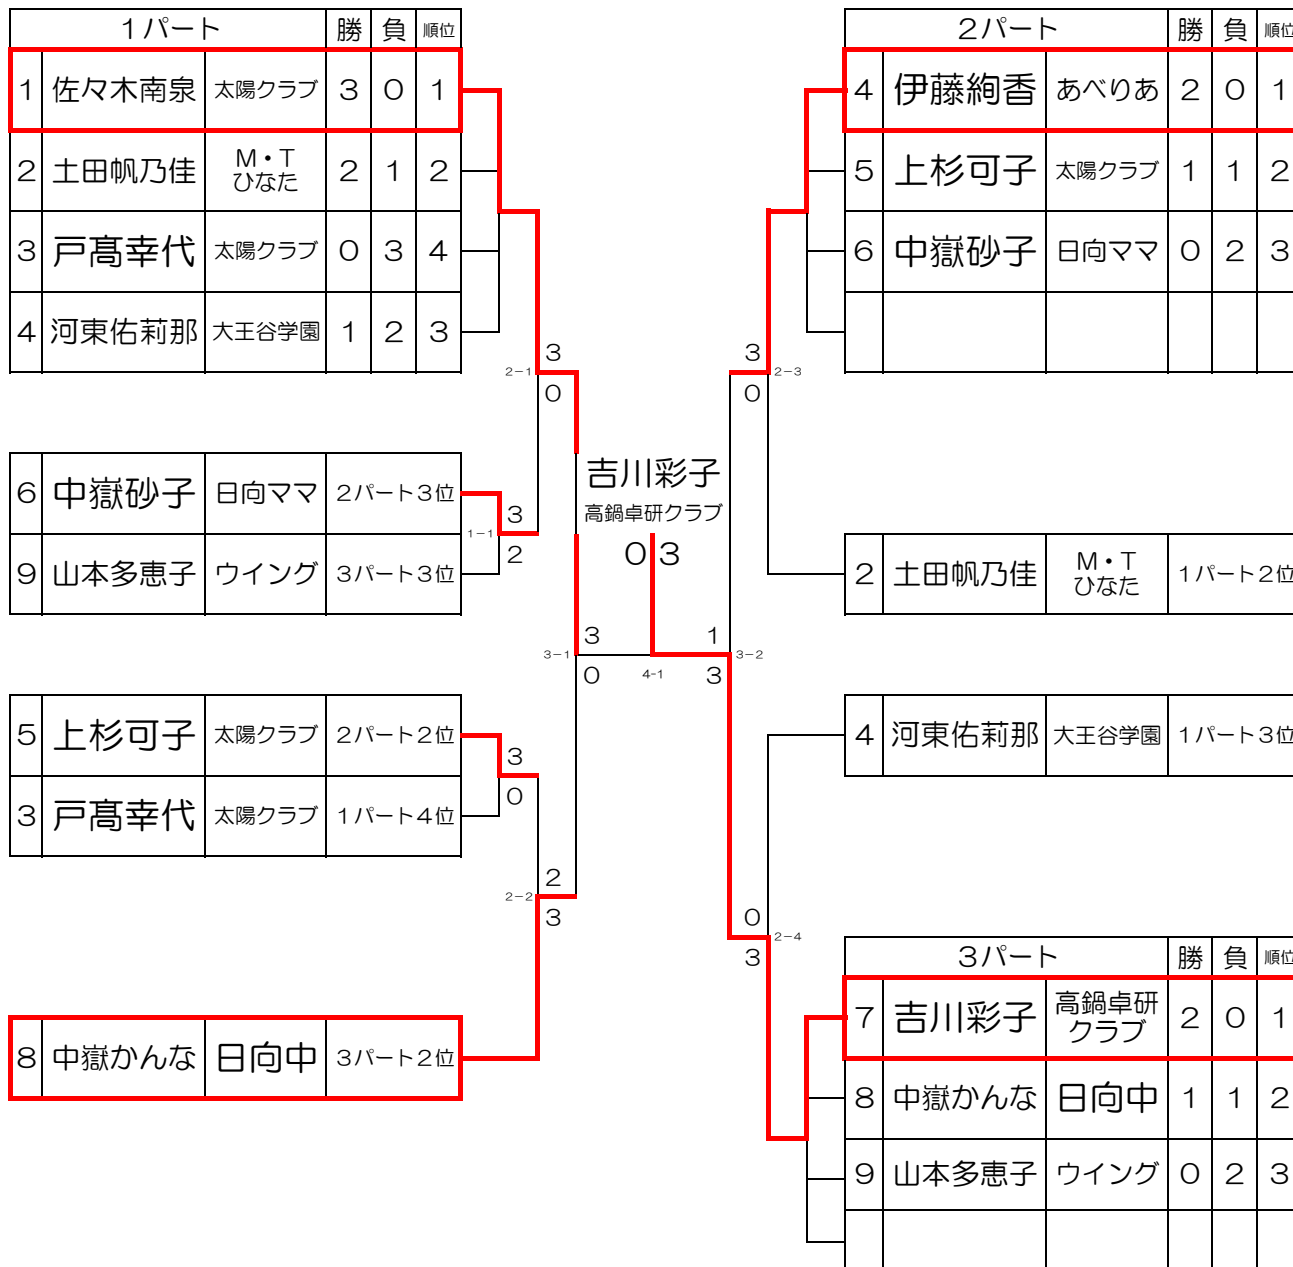 1パート 勝 負 順位
1 佐々木南泉 太陽クラブ 3 0 1
2 土田帆乃佳 M・T ひなた 2 1 2
3 戸髙幸代 太陽クラブ 0 3 4
4 河東佑莉那 大王谷学園 1 2 3
2パート 勝 負 順位
4 伊藤絢香 あべりあ 2 0 1
5 上杉可子 太陽クラブ 1 1 2
6 中嶽砂子 日向ママ 0 2 3
3
2-1
0
3
2-3
0
6 中嶽砂子 日向ママ 2パート3位
9 山本多恵子 ウイング 3パート3位
3
1-1
2
吉川彩子
高鍋卓研クラブ
0 3
2 土田帆乃佳 M・T ひなた 1パート2位
3
3-1
0
4-1
1
3-2
3
5 上杉可子 太陽クラブ 2パート2位
3 戸髙幸代 太陽クラブ 1パート4位
3
0
4 河東佑莉那 大王谷学園 1パート3位
2
2-2
3
0
2-4
3
8 中嶽かんな 日向中 3パート2位
3パート 勝 負 順位
7 吉川彩子 高鍋卓研 クラブ 2 0 1
8 中嶽かんな 日向中 1 1 2
9 山本多恵子 ウイング 0 2 3